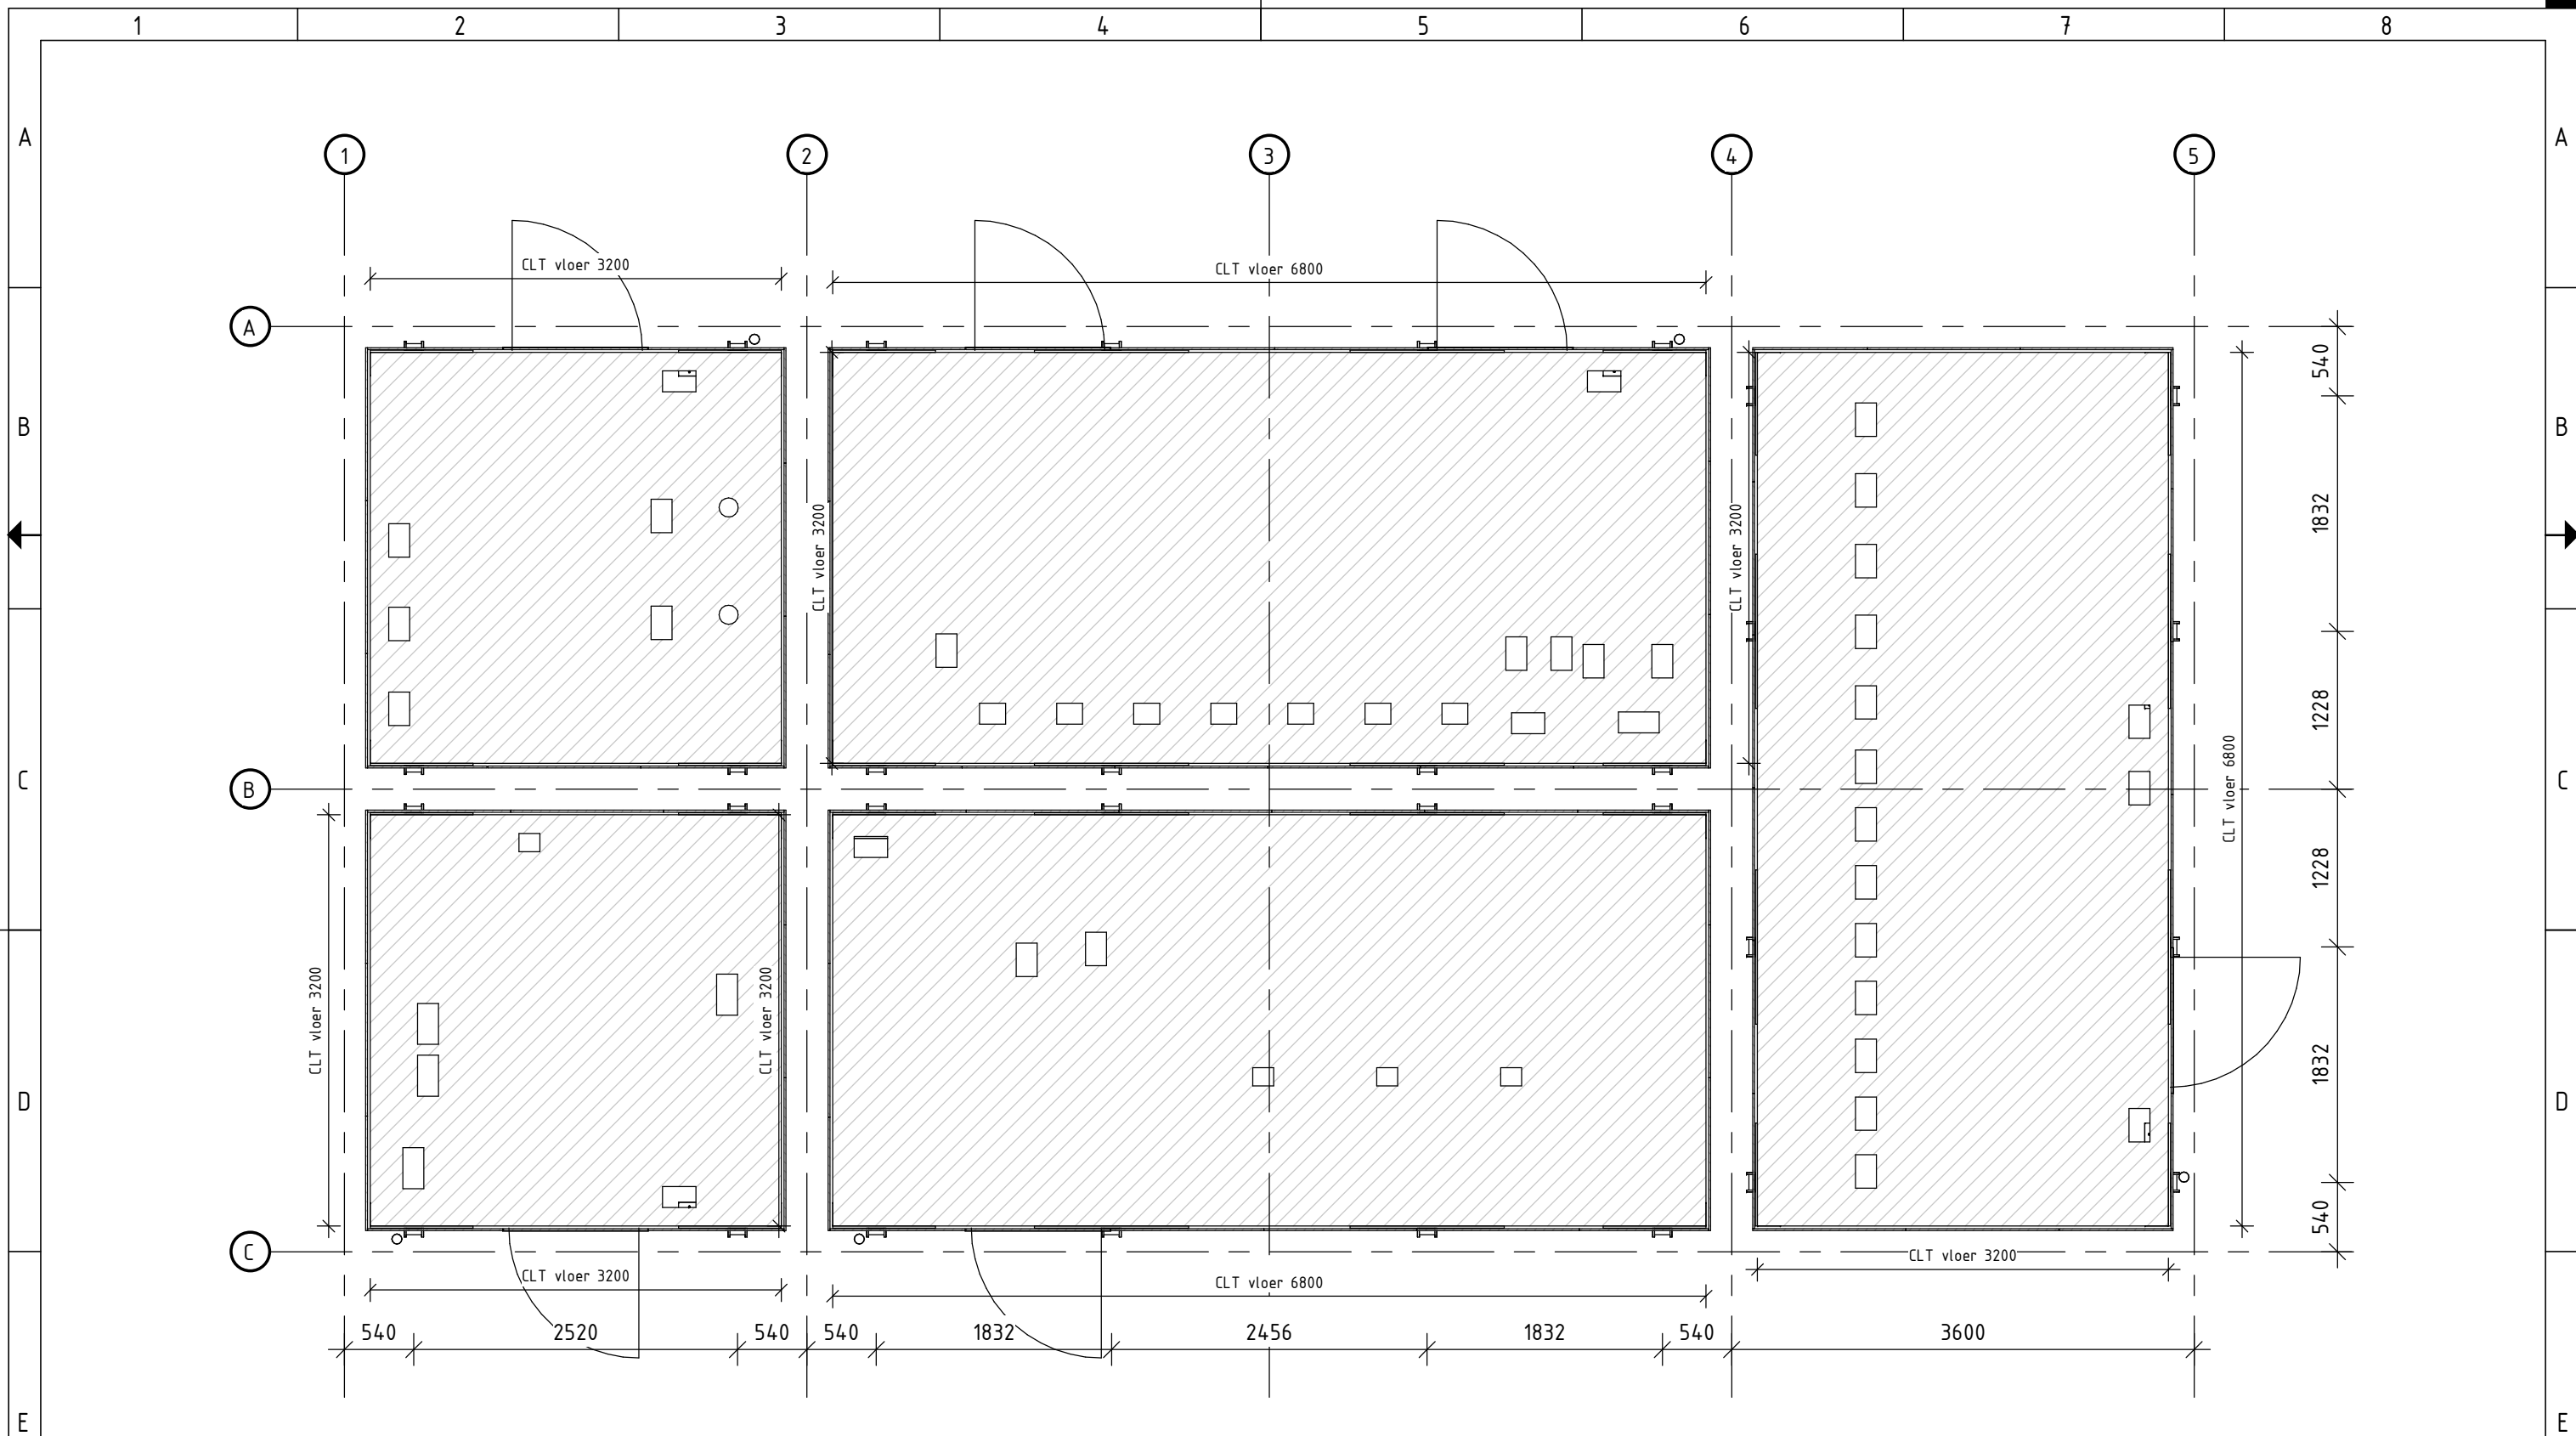 1 2 3 4 5 6 7 8
A A
1 2 3 4 5
CLT vloer 3200
CLT vloer 6800
A
540
B B
CLT vloer 3200
CLT vloer 3200
1832
1228
C C
B
CLT vloer 6800
1228
CLT vloer 3200
CLT vloer 3200
1832
D D
540
C
CLT vloer 3200
CLT vloer 3200
CLT vloer 6800
540 2520 540 540 1832 2456 1832 540 3600
E E